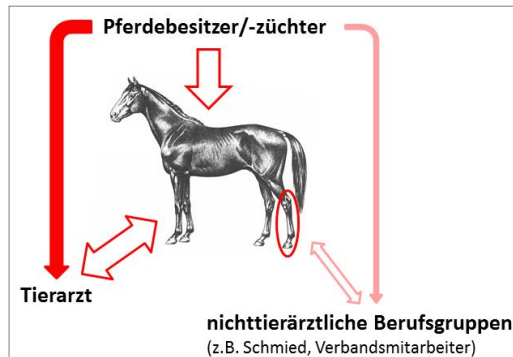 Pferdebesitzer/-züchter
Tierarzt
nichttierärztliche Berufsgruppen
(z.B. Schmied, Verbandsmitarbeiter)